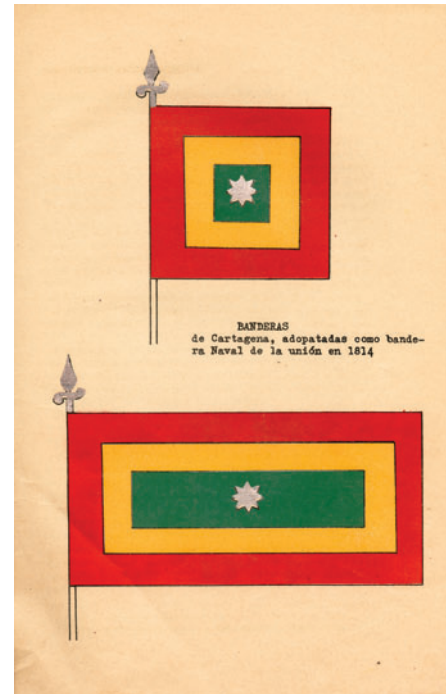 BANDERAS
de Cartagena, adopatadas como bande-
ra Naval de la unión en 1814